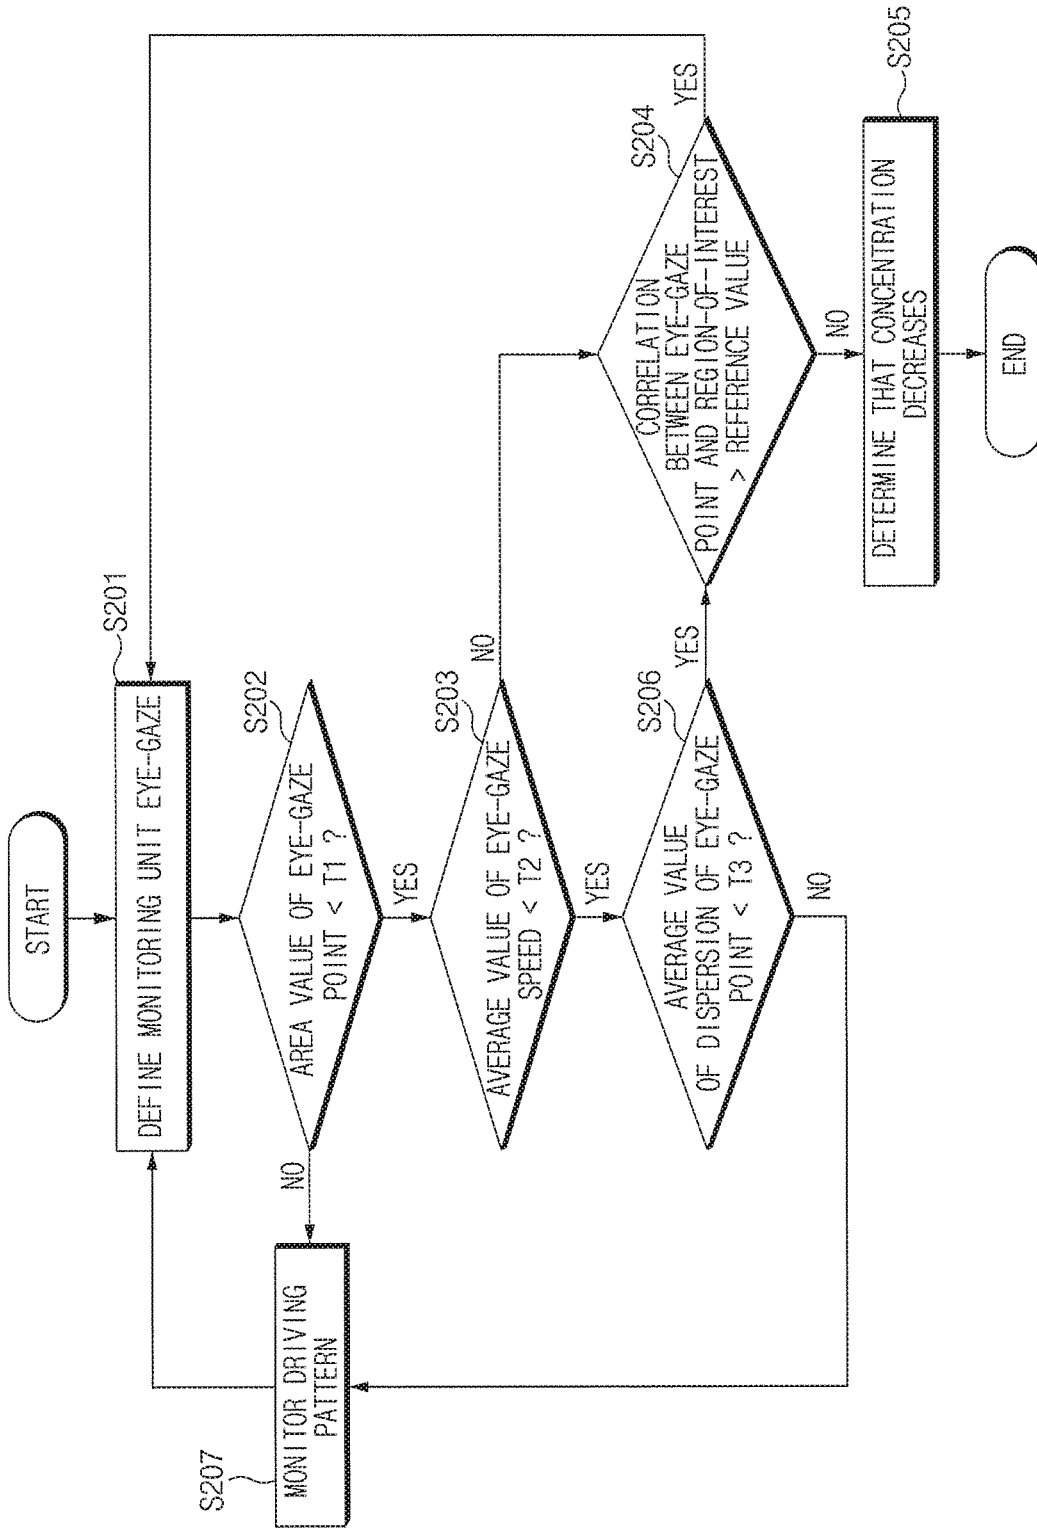 START
DEFINE MONITORING UNIT EYE-GAZE
S201
AREA VALUE OF EYE-GAZE
POINT < T1 ?
S202
NO
YES
MONITOR DRIVING
PATTERN
S207
AVERAGE VALUE OF EYE-GAZE
SPEED < T2 ?
S203
NO
YES
AVERAGE VALUE
OF DISPERSION OF EYE-GAZE
POINT < T3 ?
S206
YES
NO
CORRELATION
BETWEEN EYE-GAZE
POINT AND REGION-OF-INTEREST
> REFERENCE VALUE
S204
YES
NO
DETERMINE THAT CONCENTRATION
DECREASES
S205
END